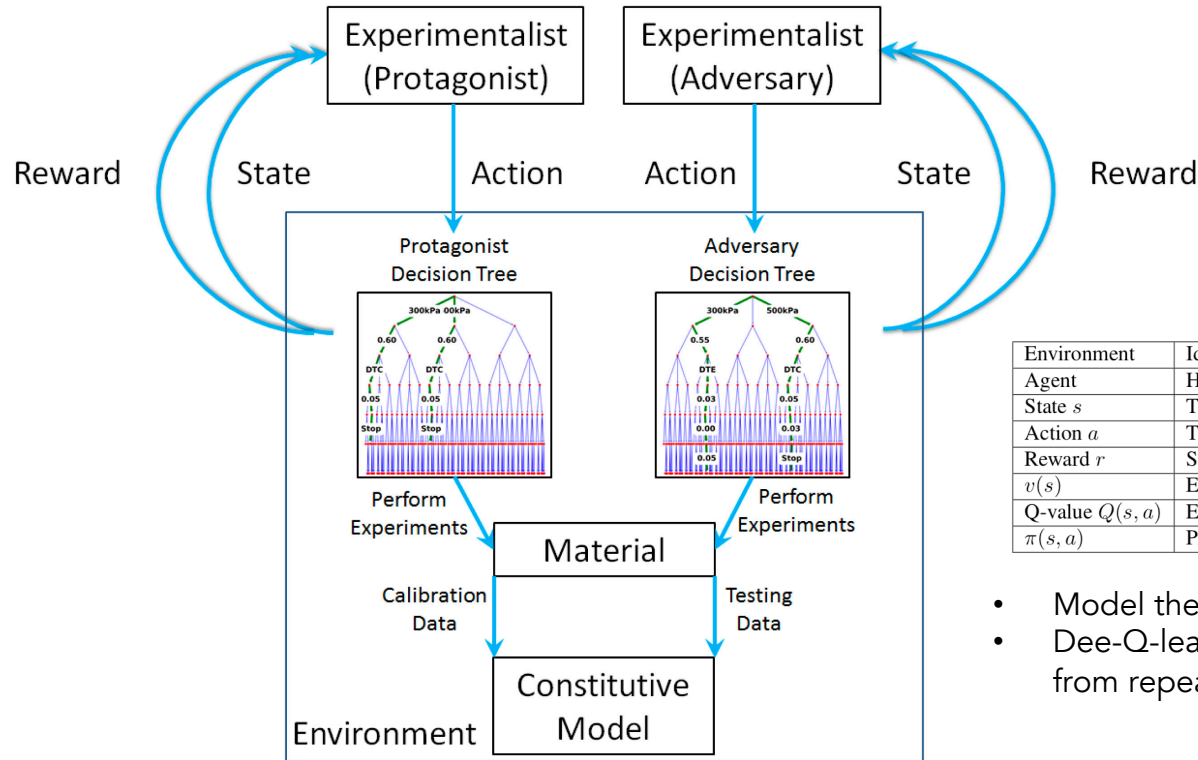 Experimentalist
(Protagonist)
Experimentalist
(Adversary)
Reward
State
Action
Action
State
Reward
Protagonist
Decision Tree
Adversary
Decision Tree
300kPa 00kPa
0.60 0.60
DTC DTC
0.05 0.05
Stop Stop
300kPa 500kPa
0.55 0.60
DTE DTC
0.03 0.05
0.00 0.03
0.05 Stop
Perform
Experiments
Perform
Experiments
Material
Calibration
Data
Testing
Data
Constitutive
Model
Environment
Environment
Agent H
State s T
Action a T
Reward r S
v(s) E
Q-value Q(s, a) E
π(s, a) P
• Model the
• Dee-Q-lea
from repea